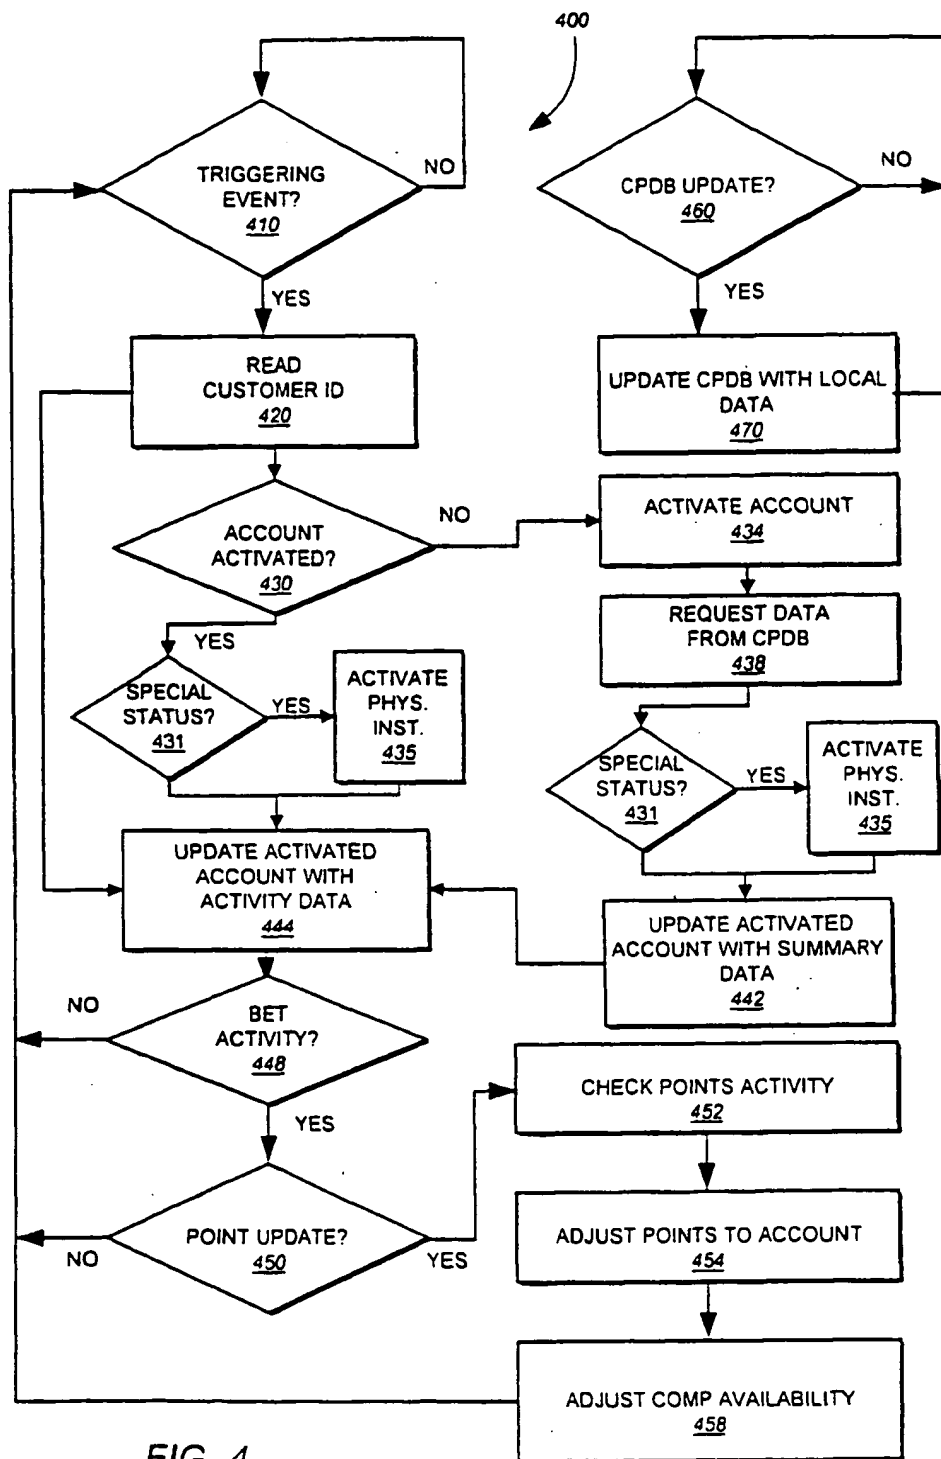 400
TRIGGERING
EVENT?
410
NO
YES
CPDB UPDATE?
460
NO
YES
READ
CUSTOMER ID
420
UPDATE CPDB WITH LOCAL
DATA
470
ACCOUNT
ACTIVATED?
430
NO
YES
ACTIVATE ACCOUNT
434
REQUEST DATA
FROM CPDB
438
SPECIAL
STATUS?
431
YES
ACTIVATE
PHYS.
INST.
435
SPECIAL
STATUS?
431
YES
ACTIVATE
PHYS.
INST.
435
UPDATE ACTIVATED
ACCOUNT WITH
ACTIVITY DATA
444
UPDATE ACTIVATED
ACCOUNT WITH SUMMARY
DATA
442
BET
ACTIVITY?
448
NO
YES
CHECK POINTS ACTIVITY
452
POINT UPDATE?
450
NO
YES
ADJUST POINTS TO ACCOUNT
454
ADJUST COMP AVAILABILITY
458
FIG. 4